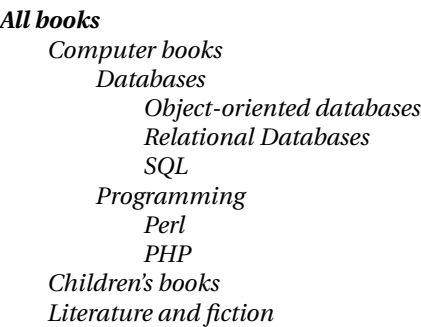 All books
Computer books
Databases
Object-oriented databases
Relational Databases
SQL
Programming
Perl
PHP
Children's books
Literature and fiction